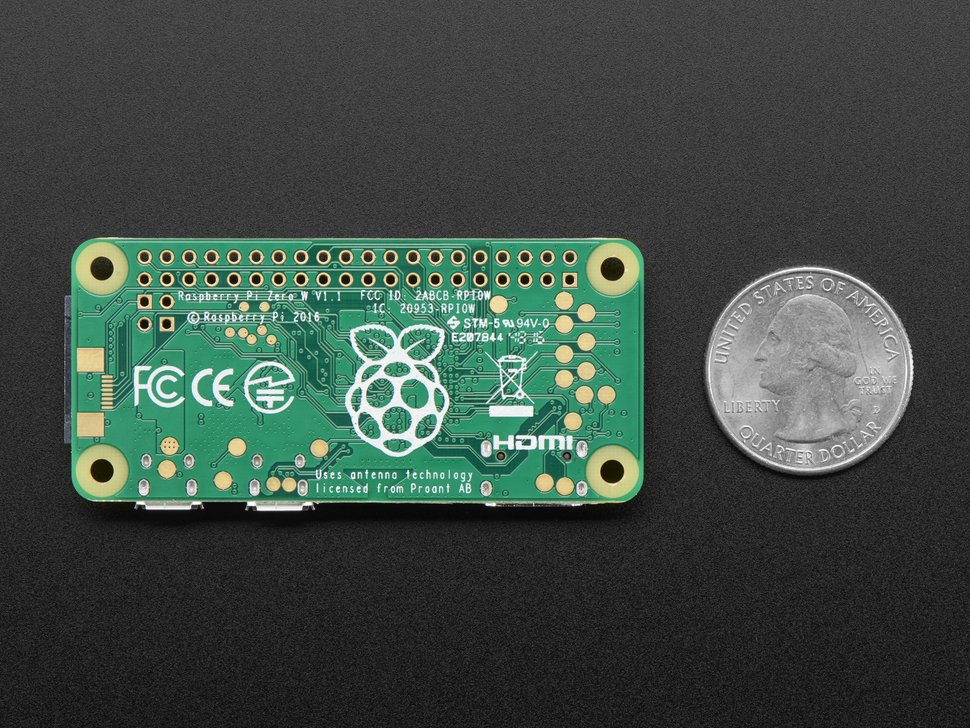 Raspberry Pi Zero W V1.1
FCC ID: 2ABCB-RPI0W
IC: 20953-RPI0W
© Raspberry Pi 2016
STM-5 94V-0
E207844
FC CE
HDMI
Uses antenna technology
licensed from Proant AB
UNITED STATES OF AMERICA
LIBERTY
IN
GOD WE
TRUST
D
QUARTER DOLLAR